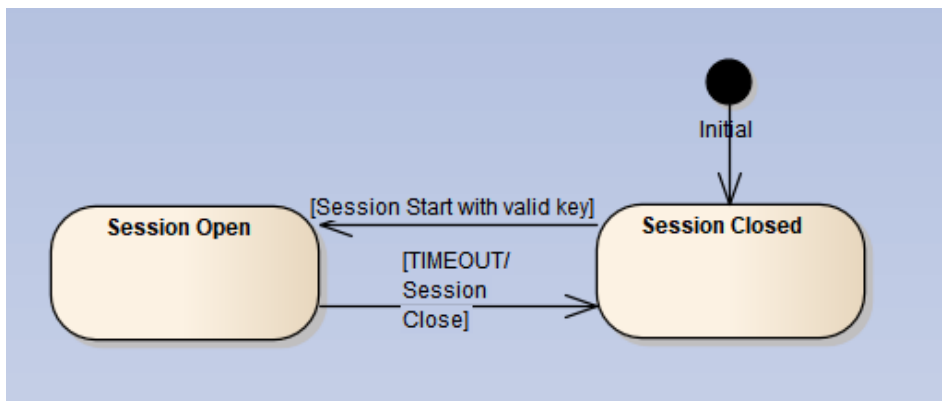 Initial
[Session Start with valid key]
Session Open
Session Closed
[TIMEOUT/
Session
Close]